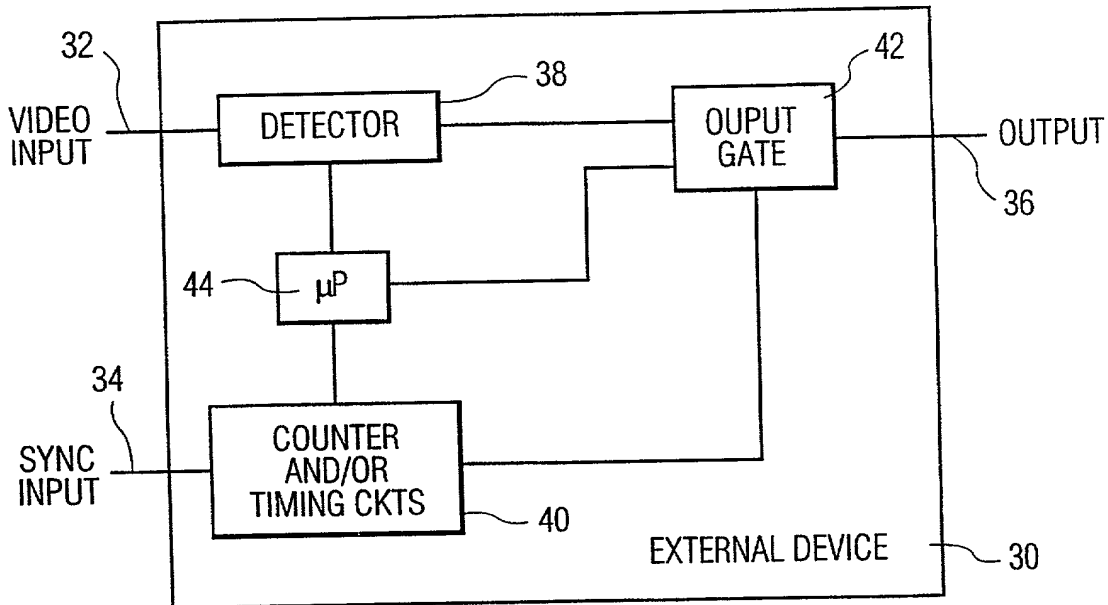 32
VIDEO
INPUT
DETECTOR
38
42
OUPUT
GATE
OUTPUT
36
44
μP
34
SYNC
INPUT
COUNTER
AND/OR
TIMING CKTS
40
EXTERNAL DEVICE
30